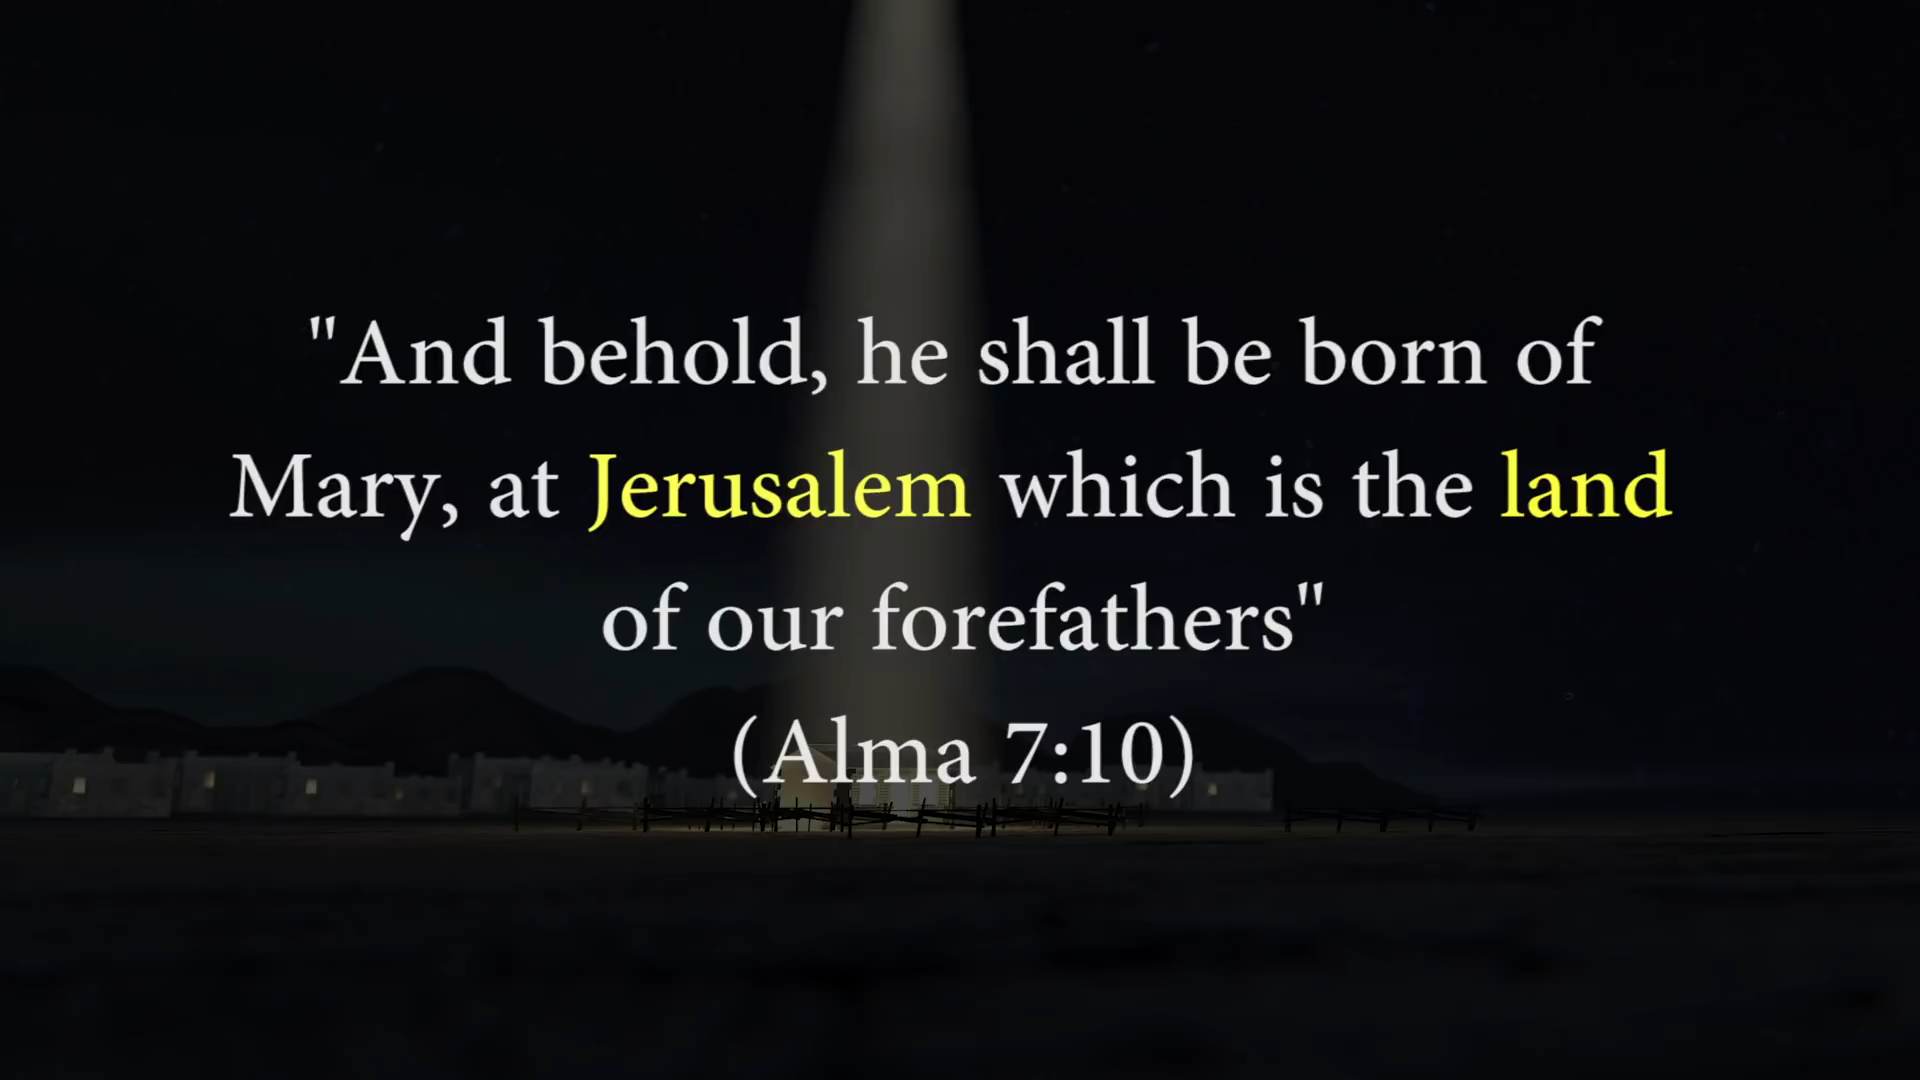 "And behold, he shall be born of
Mary, at Jerusalem which is the land
of our forefathers"
(Alma 7:10)